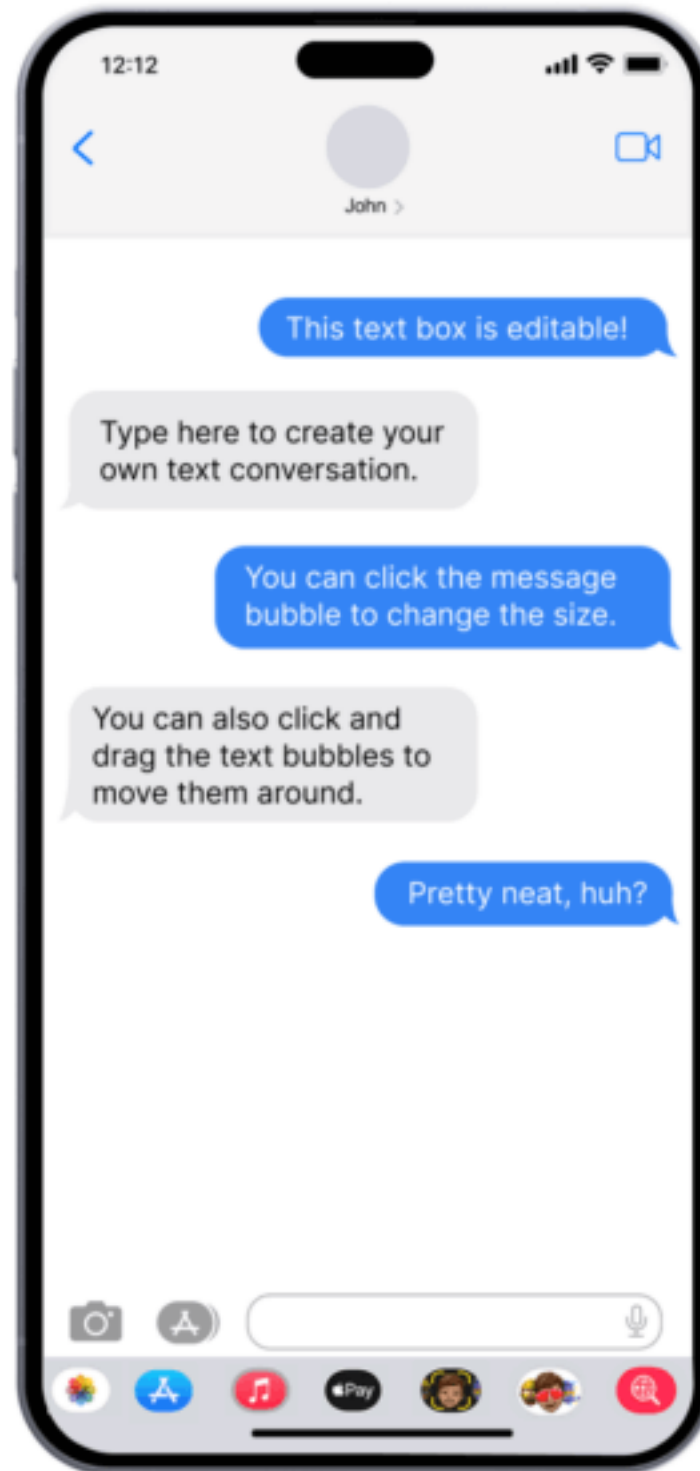 12:12
John >
This text box is editable!
Type here to create your
own text conversation.
You can click the message
bubble to change the size.
You can also click and
drag the text bubbles to
move them around.
Pretty neat, huh?
Pay